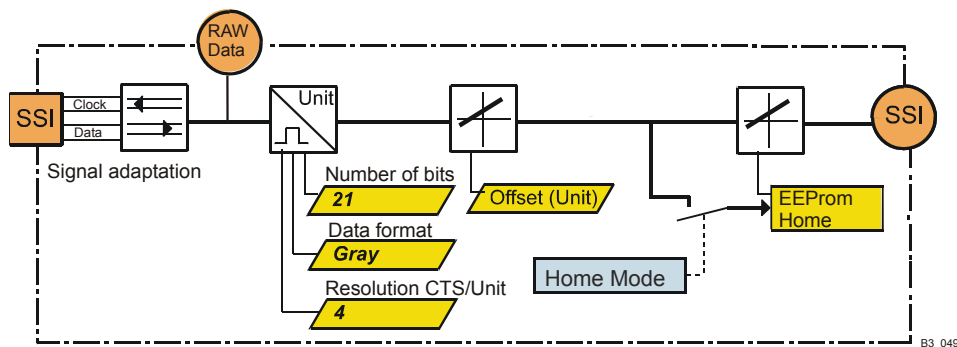 RAW
Data
SSI
Clock
Data
Signal adaptation
Unit
Number of bits
21
Data format
Gray
Resolution CTS/Unit
4
Offset (Unit)
Home Mode
EEProm
Home
SSI
B3_049